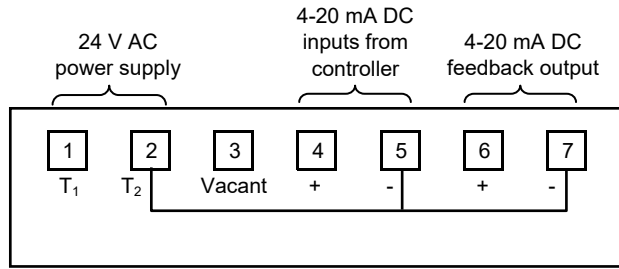 24 V AC
power supply
4-20 mA DC
inputs from
controller
4-20 mA DC
feedback output
1 2 3 4 5 6 7
T₁ T₂ Vacant + - + -